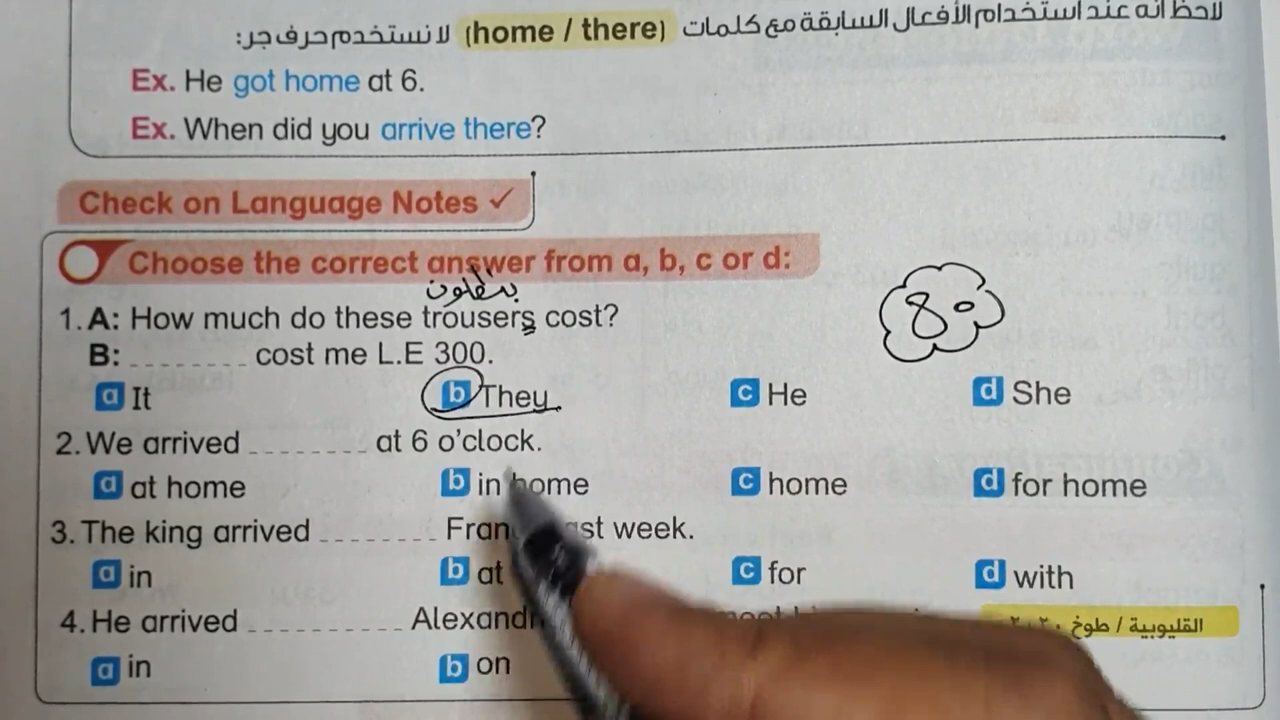 لاحظ أنه عند استخدام الأفعال السابقة مع كلمات (home / there) لا نستخدم حرف جر:
Ex. He got home at 6.
Ex. When did you arrive there?
Check on Language Notes ✓
Choose the correct answer from a, b, c or d:
بنطلون
80
1. A: How much do these trousers cost?
B: _ _ _ _ _ _ _ cost me L.E 300.
a It b They c He d She
2. We arrived _ _ _ _ _ _ _ _ at 6 o'clock.
a at home b in home c home d for home
3. The king arrived _ _ _ _ _ _ _ _ last week.
a in b at c for d with
4. He arrived _ _ _ _ _ _ _ _ _ _
القليوبية / طوخ ٢٠٢٠
a in b on